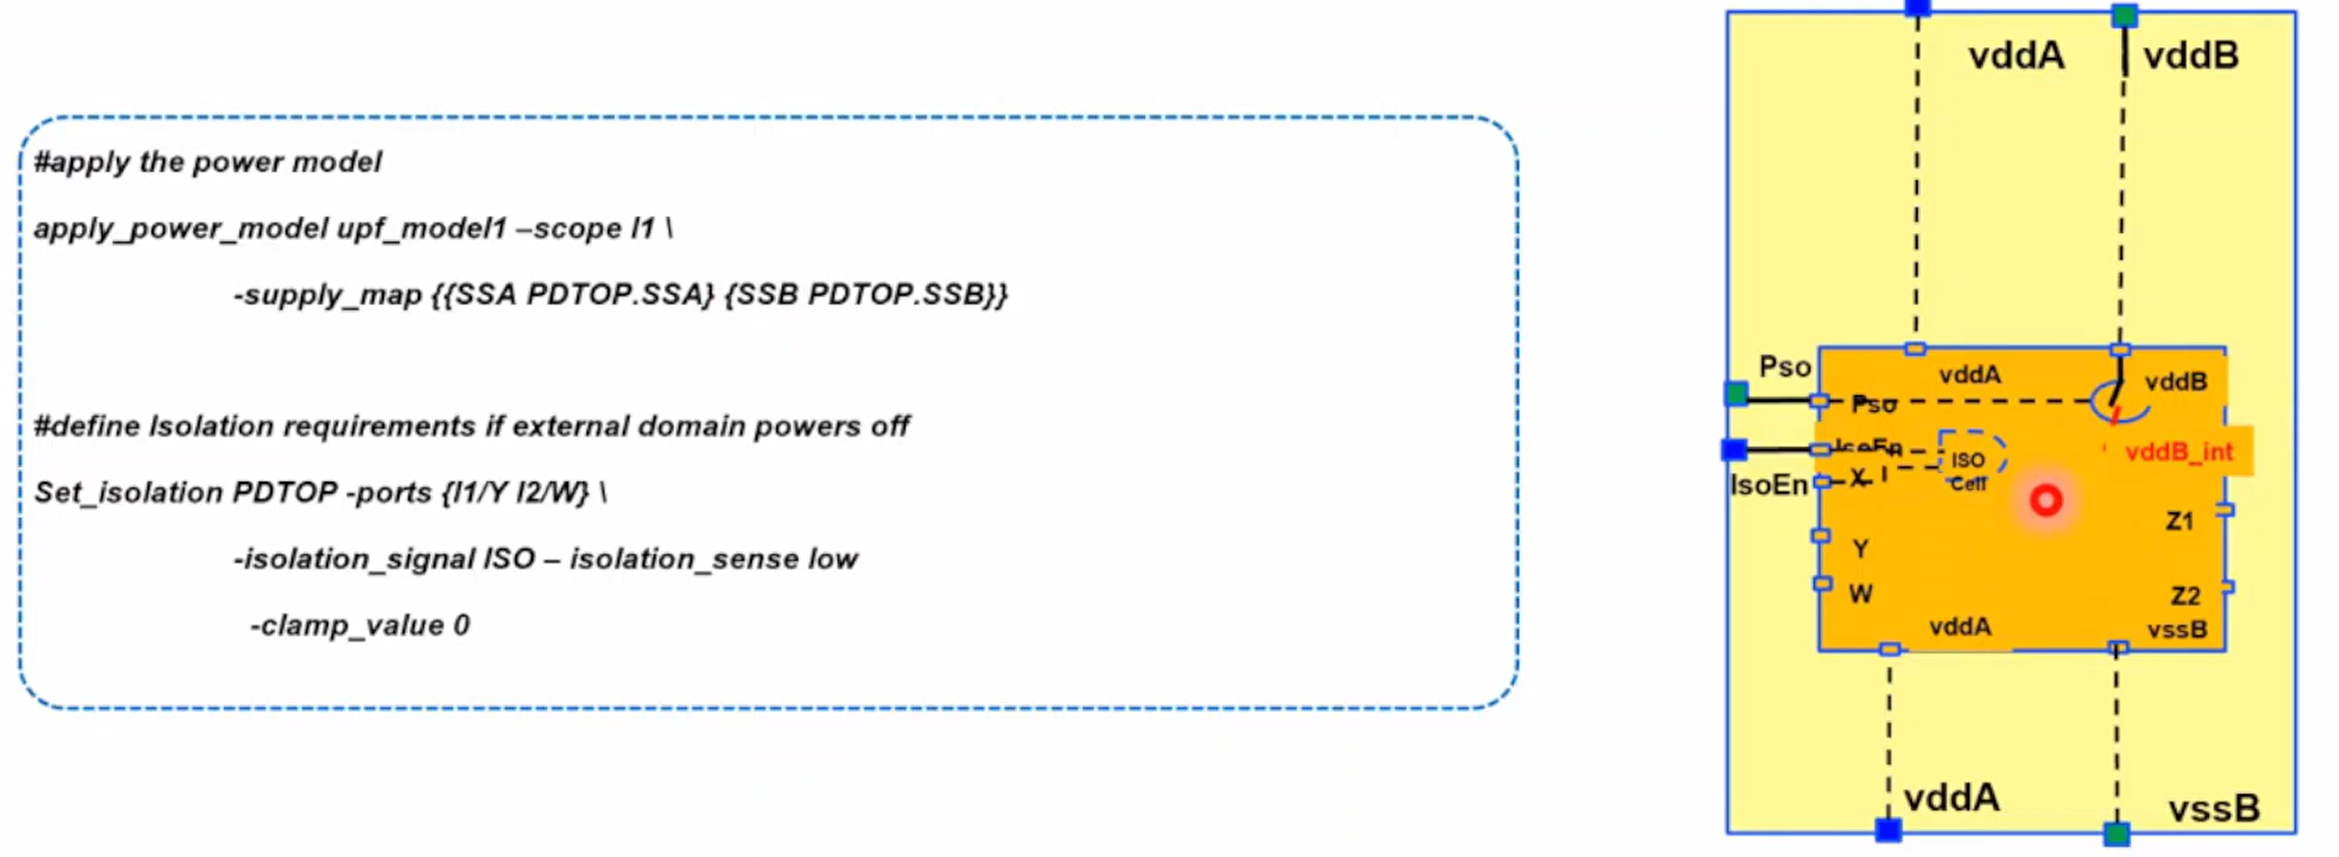 #apply the power model
apply_power_model upf_model1 –scope I1 \
-supply_map {{SSA PDTOP.SSA} {SSB PDTOP.SSB}}
#define Isolation requirements if external domain powers off
Set_isolation PDTOP -ports {I1/Y I2/W} \
-isolation_signal ISO – isolation_sense low
-clamp_value 0
vddA
vddB
Pso
vddA
vddB
Pso
IsoEn
vddB_int
ISO
Cell
X
IsoEn
Z1
Y
W
Z2
vddA
vssB
vddA
vssB